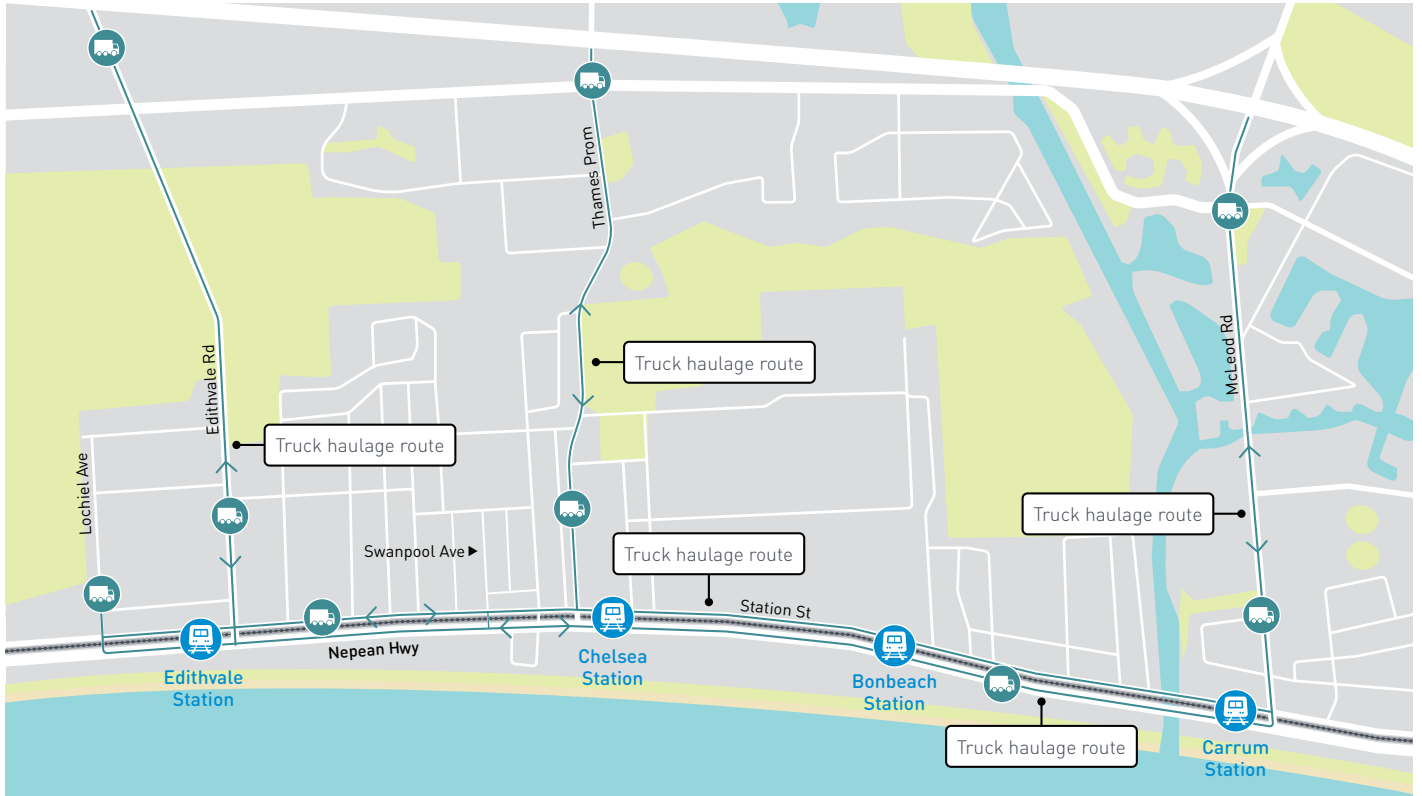 Thames Prom
Truck haulage route
Edithvale Rd
McLeod Rd
Truck haulage route
Lochiel Ave
Truck haulage route
Swanpool Ave
Truck haulage route
Station St
Nepean Hwy
Chelsea
Station
Edithvale
Station
Bonbeach
Station
Truck haulage route
Carrum
Station